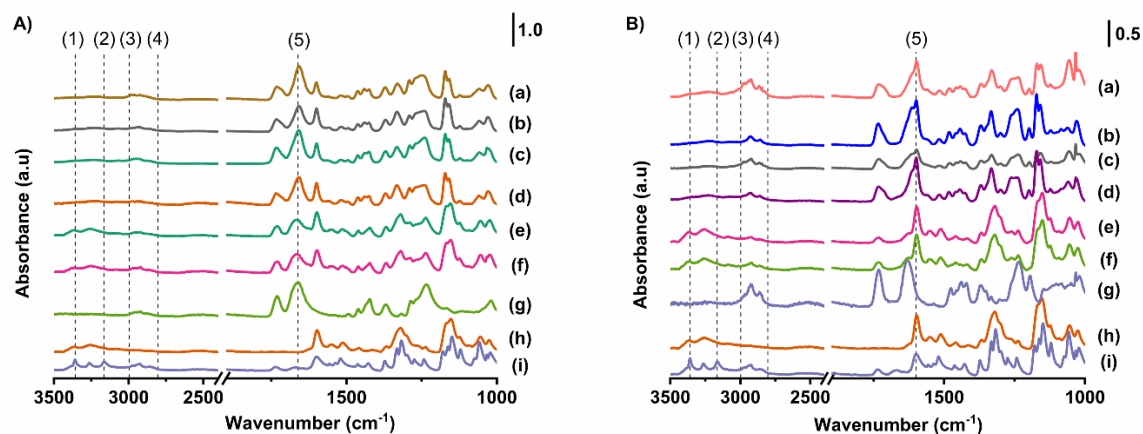 A)
(1) (2) (3) (4) (5)
1.0
(a)
(b)
(c)
(d)
(e)
(f)
(g)
(h)
(i)
Absorbance (a.u)
3500 3000 2500 1500 1000
Wavenumber (cm-1)
B)
(1) (2) (3) (4) (5)
0.5
(a)
(b)
(c)
(d)
(e)
(f)
(g)
(h)
(i)
Absorbance (a.u)
3500 3000 2500 1500 1000
Wavenumber (cm-1)